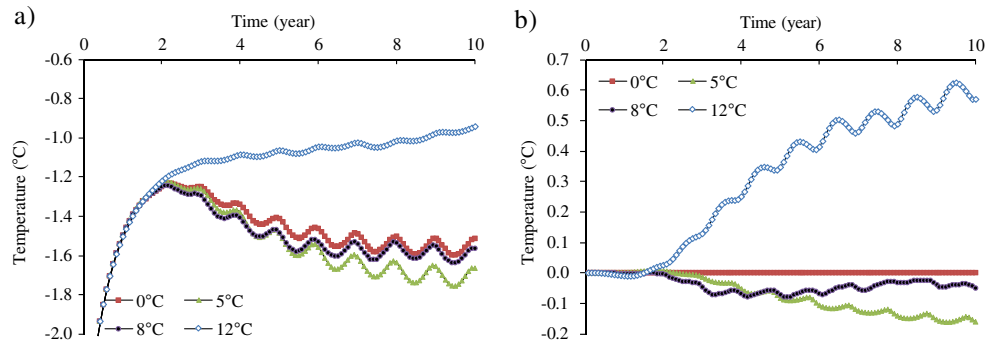 a)
Time (year)
0 2 4 6 8 10
-0.6
-0.8
-1.0
-1.2
-1.4
-1.6
-1.8
-2.0
Temperature (°C)
0°C 5°C
8°C 12°C
b)
Time (year)
0 2 4 6 8 10
0.7
0.6
0.5
0.4
0.3
0.2
0.1
0.0
-0.1
-0.2
Temperature (°C)
0°C 5°C
8°C 12°C